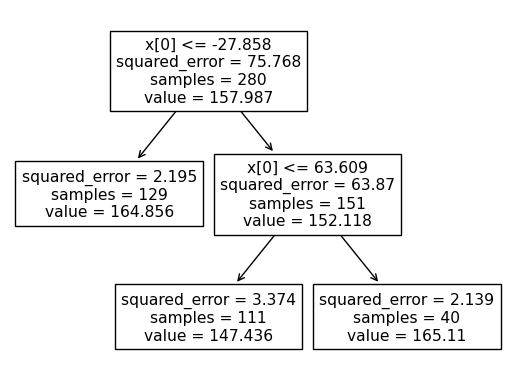 x[0] <= -27.858
squared_error = 75.768
samples = 280
value = 157.987
squared_error = 2.195
samples = 129
value = 164.856
x[0] <= 63.609
squared_error = 63.87
samples = 151
value = 152.118
squared_error = 3.374
samples = 111
value = 147.436
squared_error = 2.139
samples = 40
value = 165.11